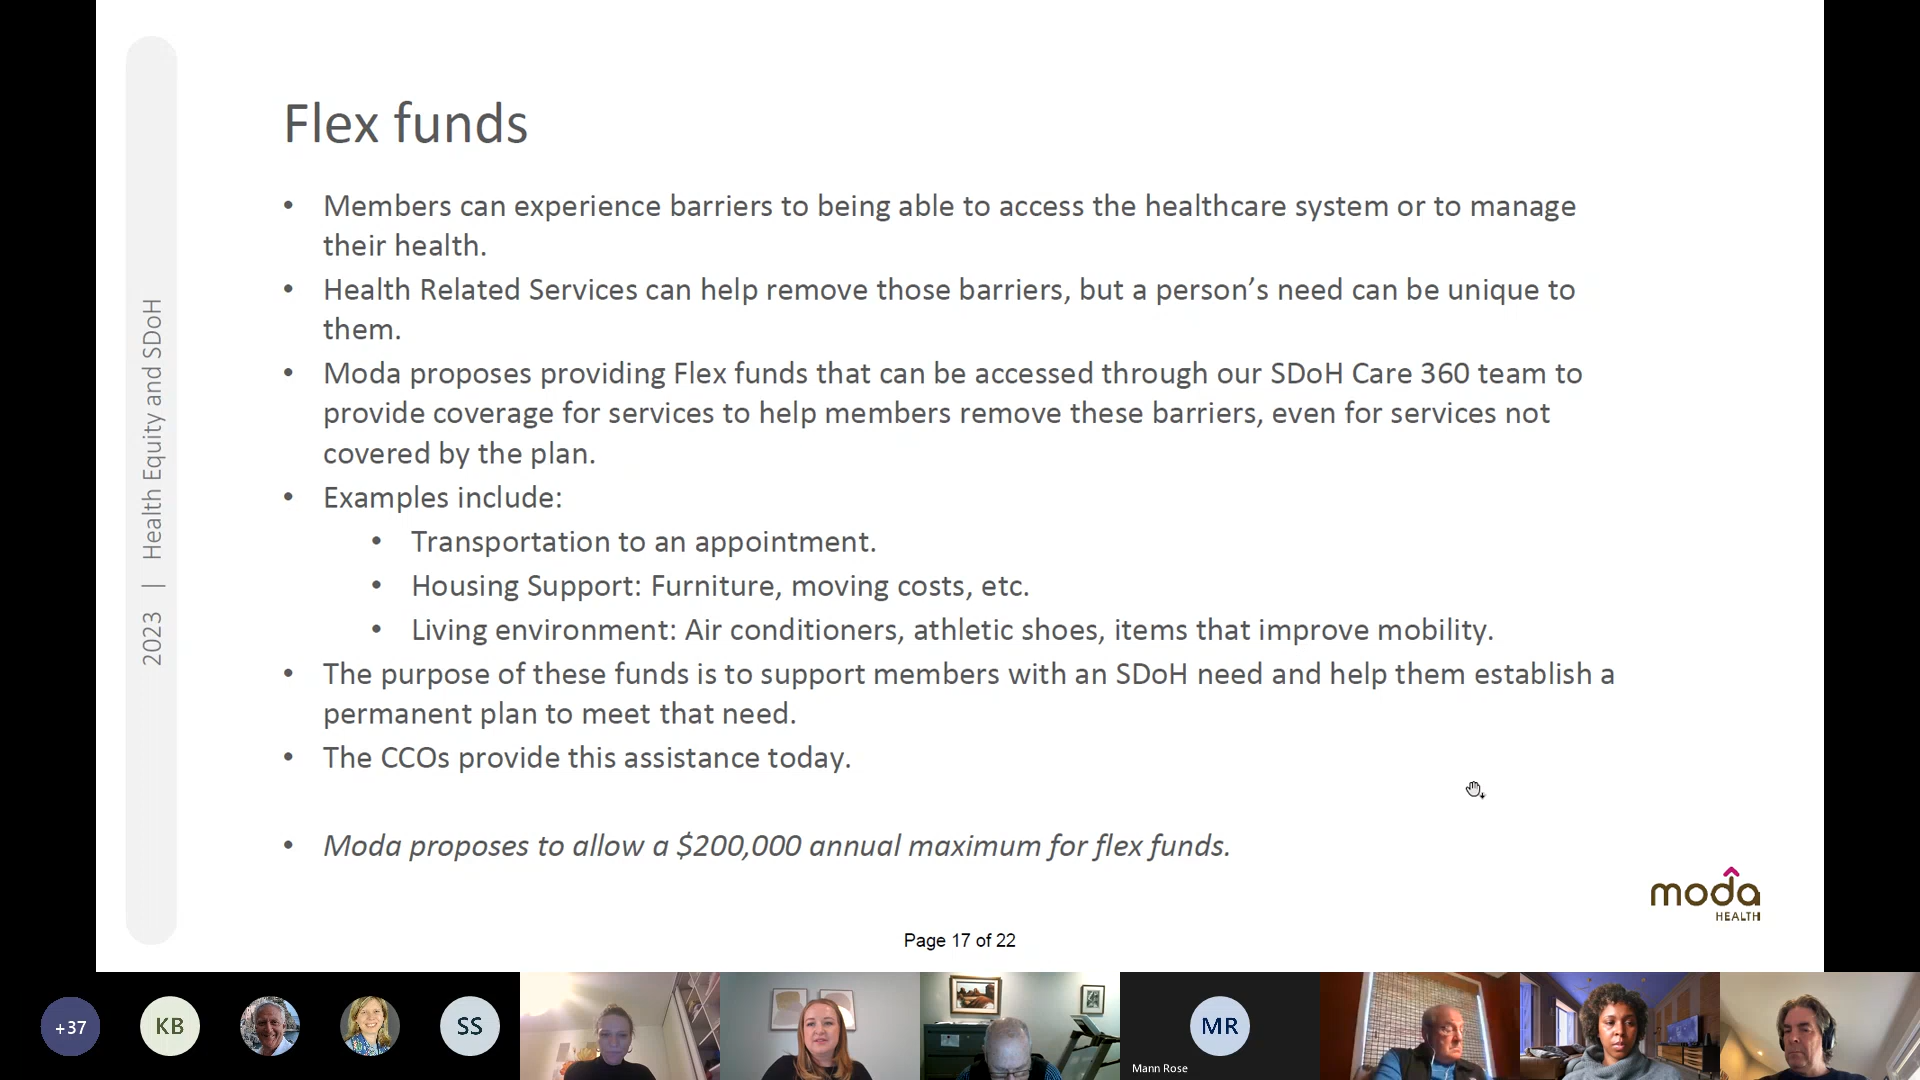 Flex funds
• Members can experience barriers to being able to access the healthcare system or to manage
their health.
• Health Related Services can help remove those barriers, but a person’s need can be unique to
them.
• Moda proposes providing Flex funds that can be accessed through our SDoH Care 360 team to
provide coverage for services to help members remove these barriers, even for services not
covered by the plan.
• Examples include:
• Transportation to an appointment.
• Housing Support: Furniture, moving costs, etc.
• Living environment: Air conditioners, athletic shoes, items that improve mobility.
• The purpose of these funds is to support members with an SDoH need and help them establish a
permanent plan to meet that need.
• The CCOs provide this assistance today.
• Moda proposes to allow a $200,000 annual maximum for flex funds.
2023 | Health Equity and SDoH
moda
HEALTH
Page 17 of 22
+37
KB
SS
MR
Mann Rose